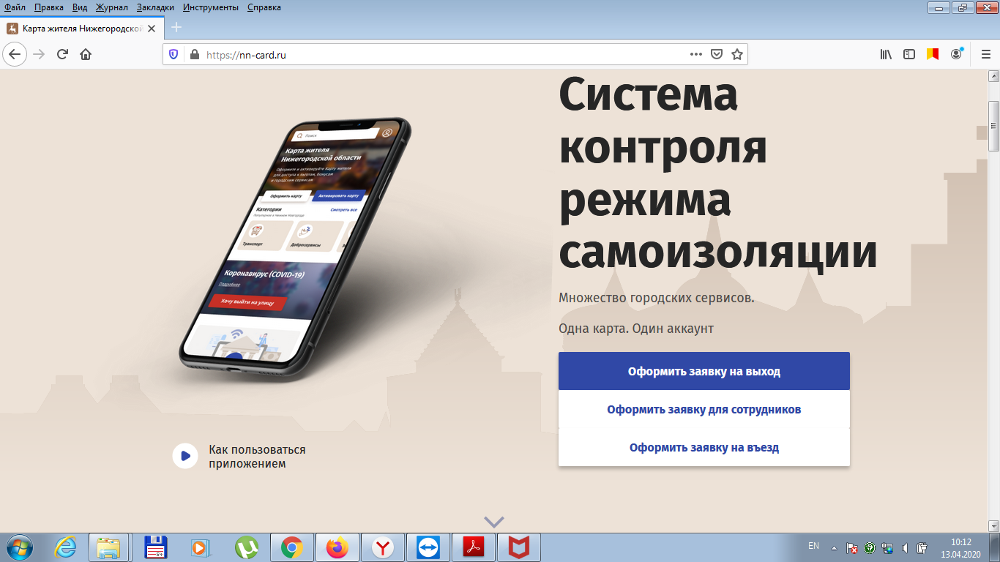 Файл Правка Вид Журнал Закладки Инструменты Справка
Карта жителя Нижегородской
https://nn-card.ru
Система
контроля
режима
самоизоляции
Множество городских сервисов.
Одна карта. Один аккаунт
Оформить заявку на выход
Оформить заявку для сотрудников
Оформить заявку на въезд
Поиск
Карта жителя
Нижегородской области
Оформите и активируйте Карту жителя
для доступа к льготам, бонусам
и городским сервисам
Оформить карту Активировать карту
Категории Смотреть все
Популярное в Нижнем Новгороде
Транспорт Добросервисы
Коронавирус (COVID-19)
Подробнее
Хочу выйти на улицу
Как пользоваться
приложением
64
EN
10:12
13.04.2020